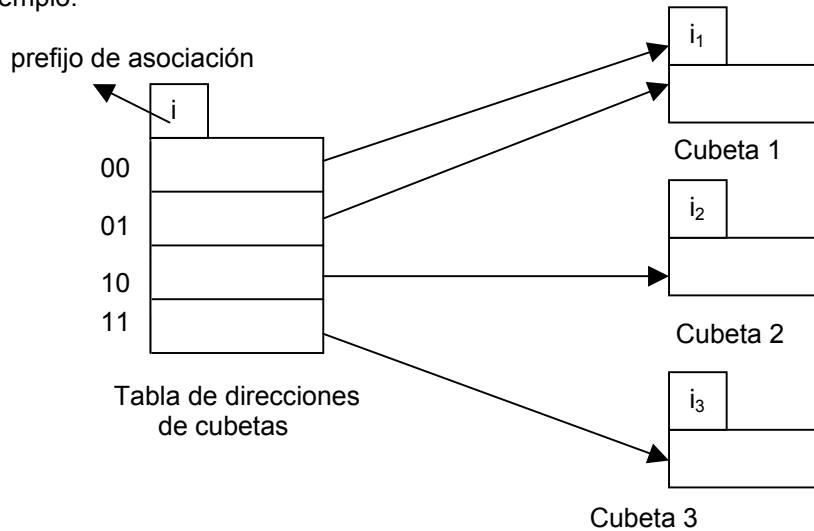 prefijo de asociación
i
00
01
10
11
Tabla de direcciones
de cubetas
i₁
Cubeta 1
i₂
Cubeta 2
i₃
Cubeta 3